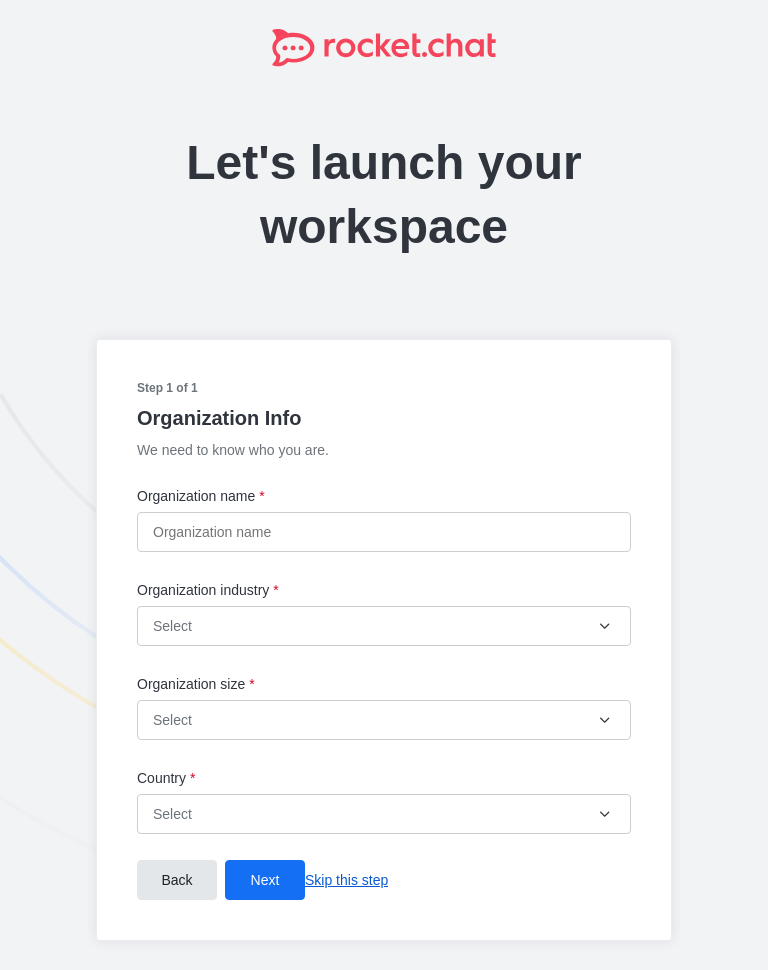 rocket.chat
Let's launch your
workspace
Step 1 of 1
Organization Info
We need to know who you are.
Organization name *
Organization name
Organization industry *
Select
Organization size *
Select
Country *
Select
Back Next Skip this step